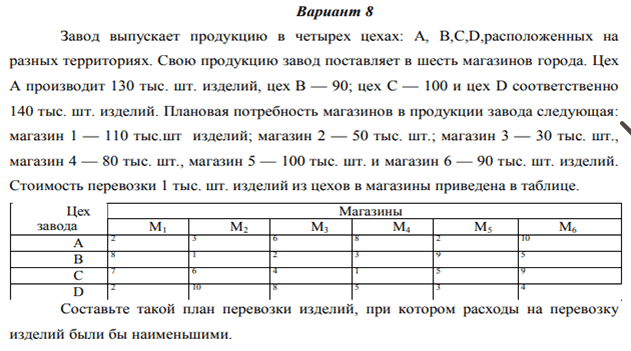 Вариант 8
Завод выпускает продукцию в четырех цехах: А, В,С,D,расположенных на
разных территориях. Свою продукцию завод поставляет в шесть магазинов города. Цех
А производит 130 тыс. шт. изделий, цех В — 90; цех С — 100 и цех D соответственно
140 тыс. шт. изделий. Плановая потребность магазинов в продукции завода следующая:
магазин 1 — 110 тыс.шт изделий; магазин 2 — 50 тыс. шт.; магазин 3 — 30 тыс. шт.,
магазин 4 — 80 тыс. шт., магазин 5 — 100 тыс. шт. и магазин 6 — 90 тыс. шт. изделий.
Стоимость перевозки 1 тыс. шт. изделий из цехов в магазины приведена в таблице.
Цех завода Магазины
М1 М2 М3 М4 М5 М6
А 2 3 6 8 2 10
В 8 1 2 3 9 5
С 7 6 4 1 5 9
D 2 10 8 5 3 4
Составьте такой план перевозки изделий, при котором расходы на перевозку
изделий были бы наименьшими.